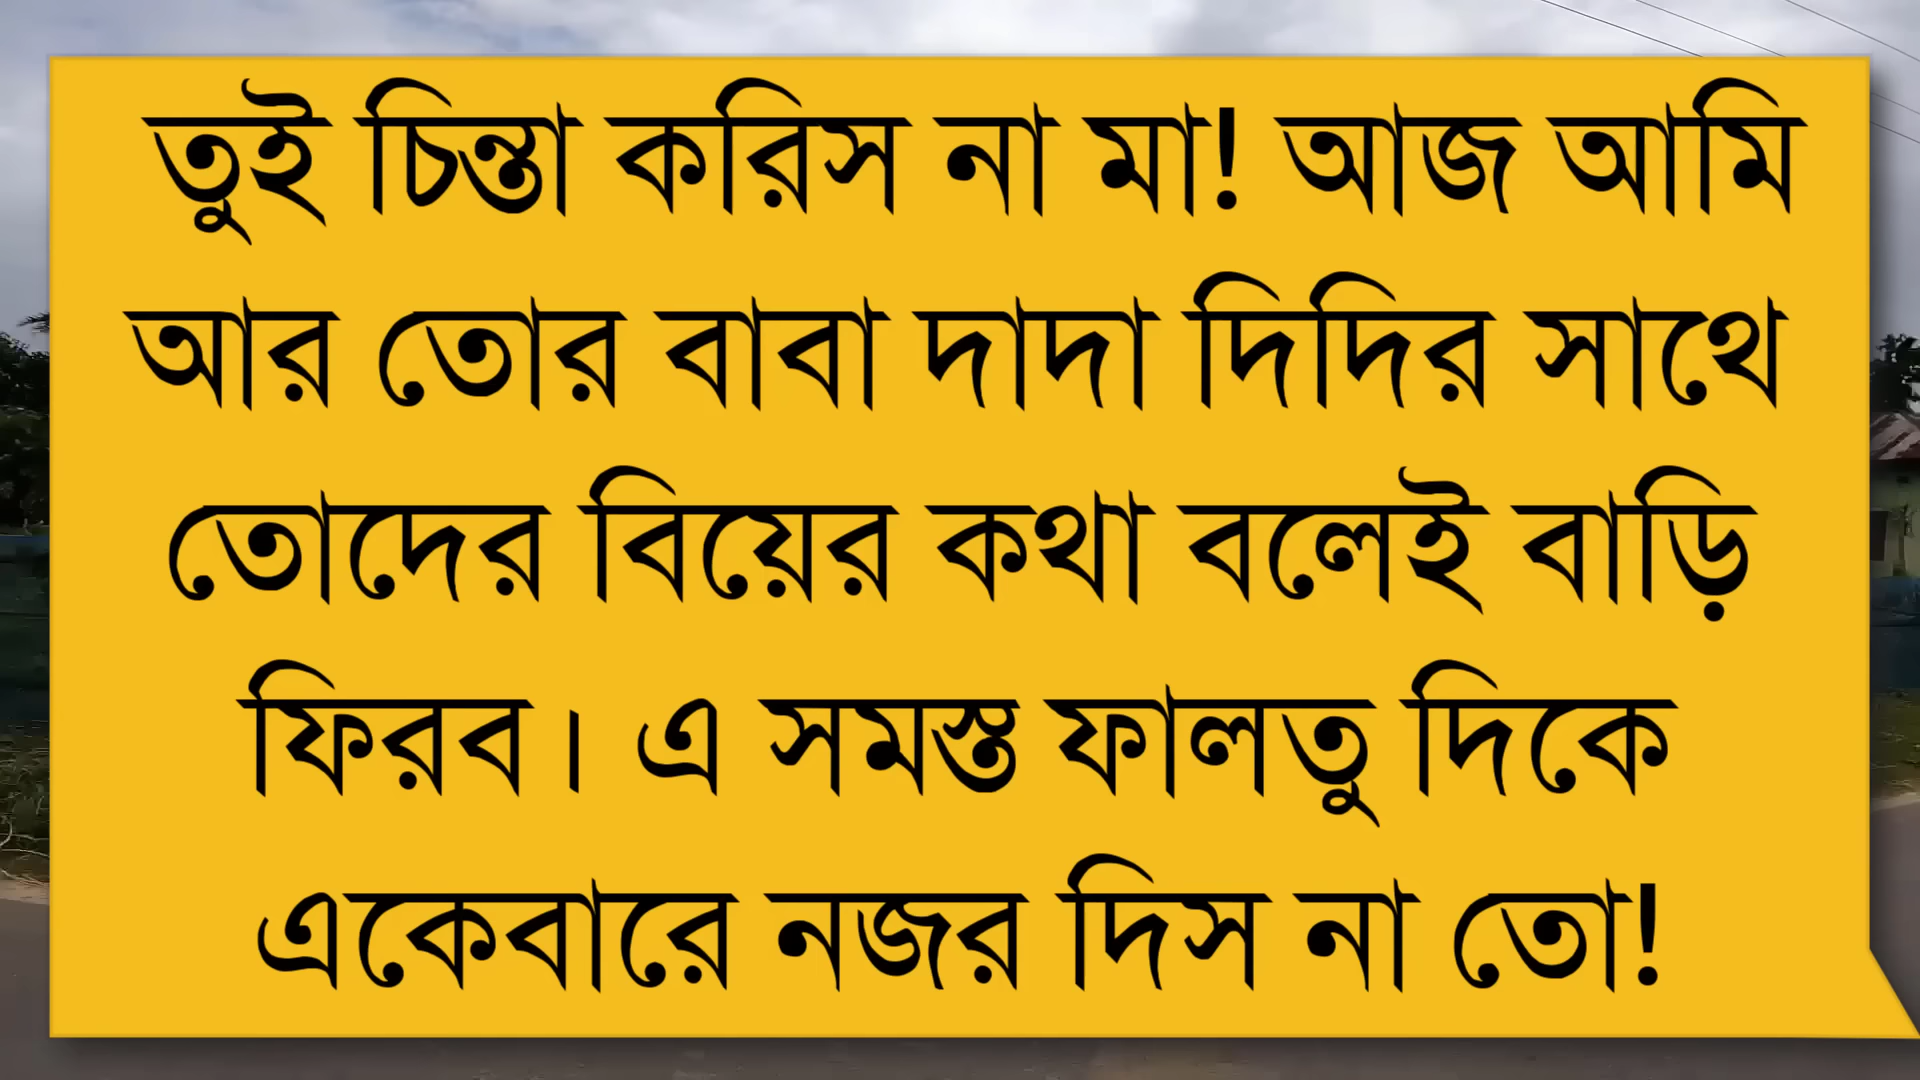 তুই চিন্তা করিস না মা! আজ আমি
আর তোর বাবা দাদা দিদির সাথে
তোদের বিয়ের কথা বলেই বাড়ি
ফিরব। এ সমস্ত ফালতু দিকে
একেবারে নজর দিস না তো!